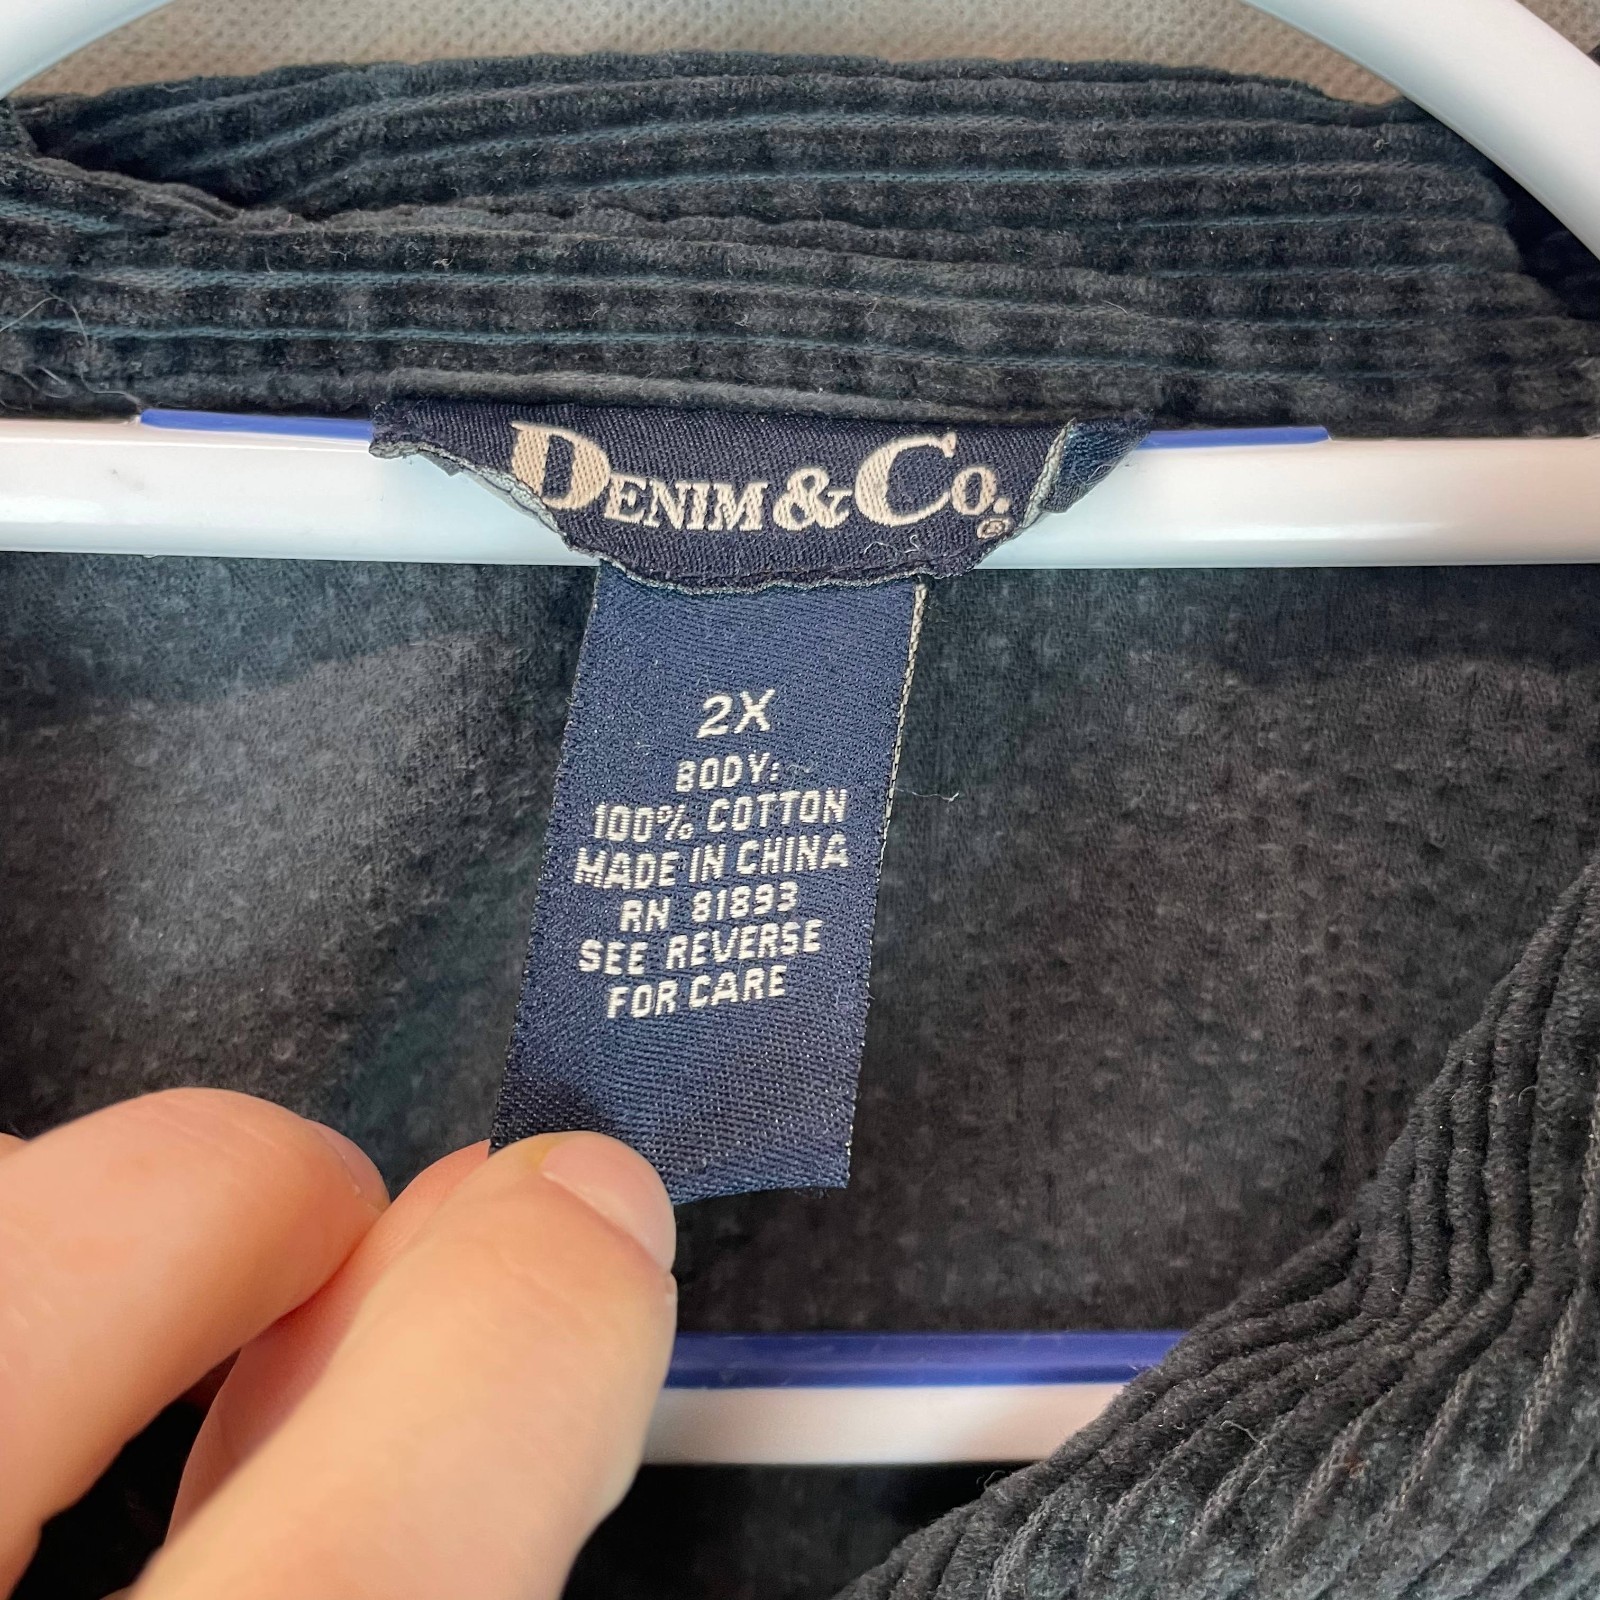 DENIM & CO.®
2X
BODY:
100% COTTON
MADE IN CHINA
RN 81893
SEE REVERSE
FOR CARE